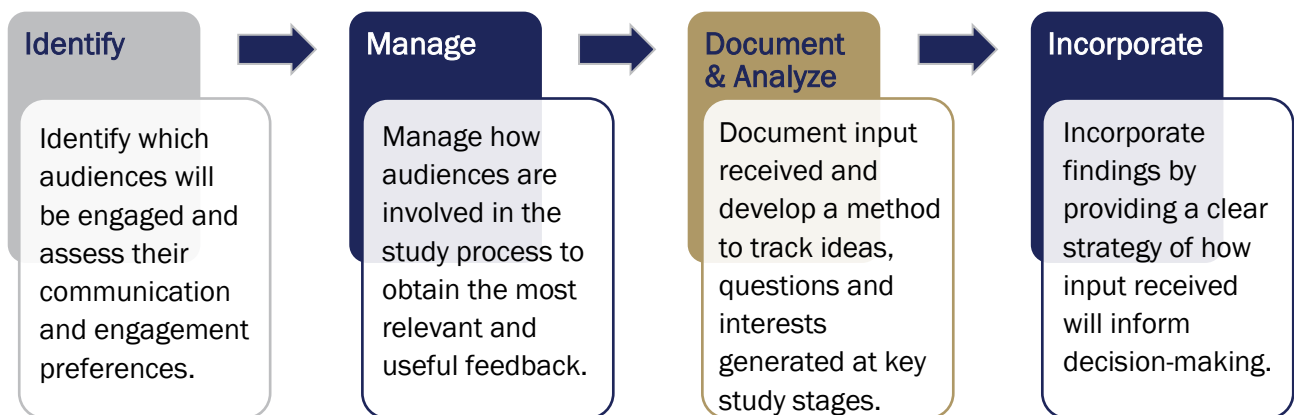 Identify
Identify which
audiences will
be engaged and
assess their
communication
and engagement
preferences.
Manage
Manage how
audiences are
involved in the
study process to
obtain the most
relevant and
useful feedback.
Document
& Analyze
Document input
received and
develop a method
to track ideas,
questions and
interests
generated at key
study stages.
Incorporate
Incorporate
findings by
providing a clear
strategy of how
input received
will inform
decision-making.